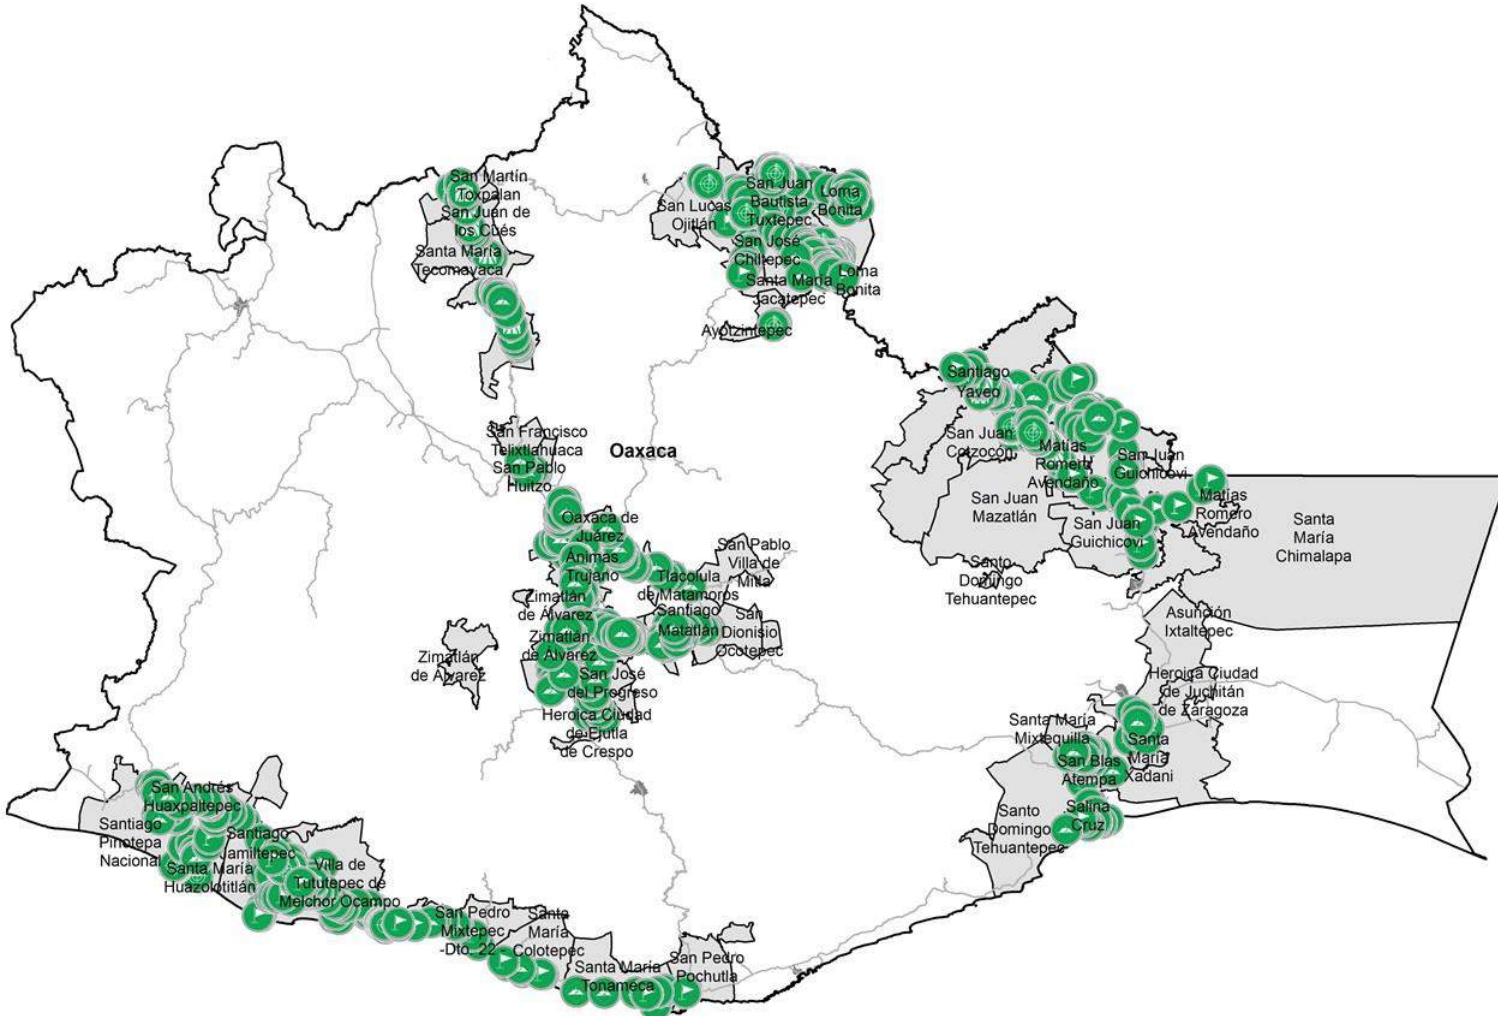 San Martín
Toxpalan
San Juan de
los Cués
Santa María
Tecomavaca
San Lucas
Ojitlán
San Juan
Bautista
Tuxtepec
Loma
Bonita
San José
Chiltepec
Santa María
Jacatepec
Loma
Bonita
Ayotzintepec
Santiago
Yaveo
San Juan
Cotzocón
Matías
Romero
Avendaño
San Juan
Guichicovi
San Juan
Mazatlán
San Juan
Guichicovi
Matías
Romero
Avendaño
Santa
María
Chimalapa
Santo
Domingo
Tehuantepec
San Francisco
Telixtlahuaca
San Pablo
Huitzo
Oaxaca
Oaxaca de
Juárez
Ánimas
Trujano
San Pablo
Villa de
Mitla
Tlacolula
de Matamoros
Zimatlán
de Álvarez
Santiago
Matatlán
San
Dionisio
Ocotepec
Zimatlán
de Álvarez
Zimatlán
de Álvarez
San José
del Progreso
Heroica Ciudad
de Ejutla
de Crespo
Asunción
Ixtaltepec
Heroica Ciudad
de Juchitán
de Zaragoza
Santa María
Mixtequilla
Santa
María
Xadani
San Blas
Atempa
Salina
Cruz
Santo
Domingo
Tehuantepec
San Andrés
Huaxpaltepec
Santiago
Pinotepa
Nacional
Santiago
Jamiltepec
Santa María
Huazolotitlán
Villa de
Tututepec de
Melchor Ocampo
San Pedro
Mixtepec
-Dto. 22
Santa
María
Colotepec
Santa María
Tonameca
San Pedro
Pochutla